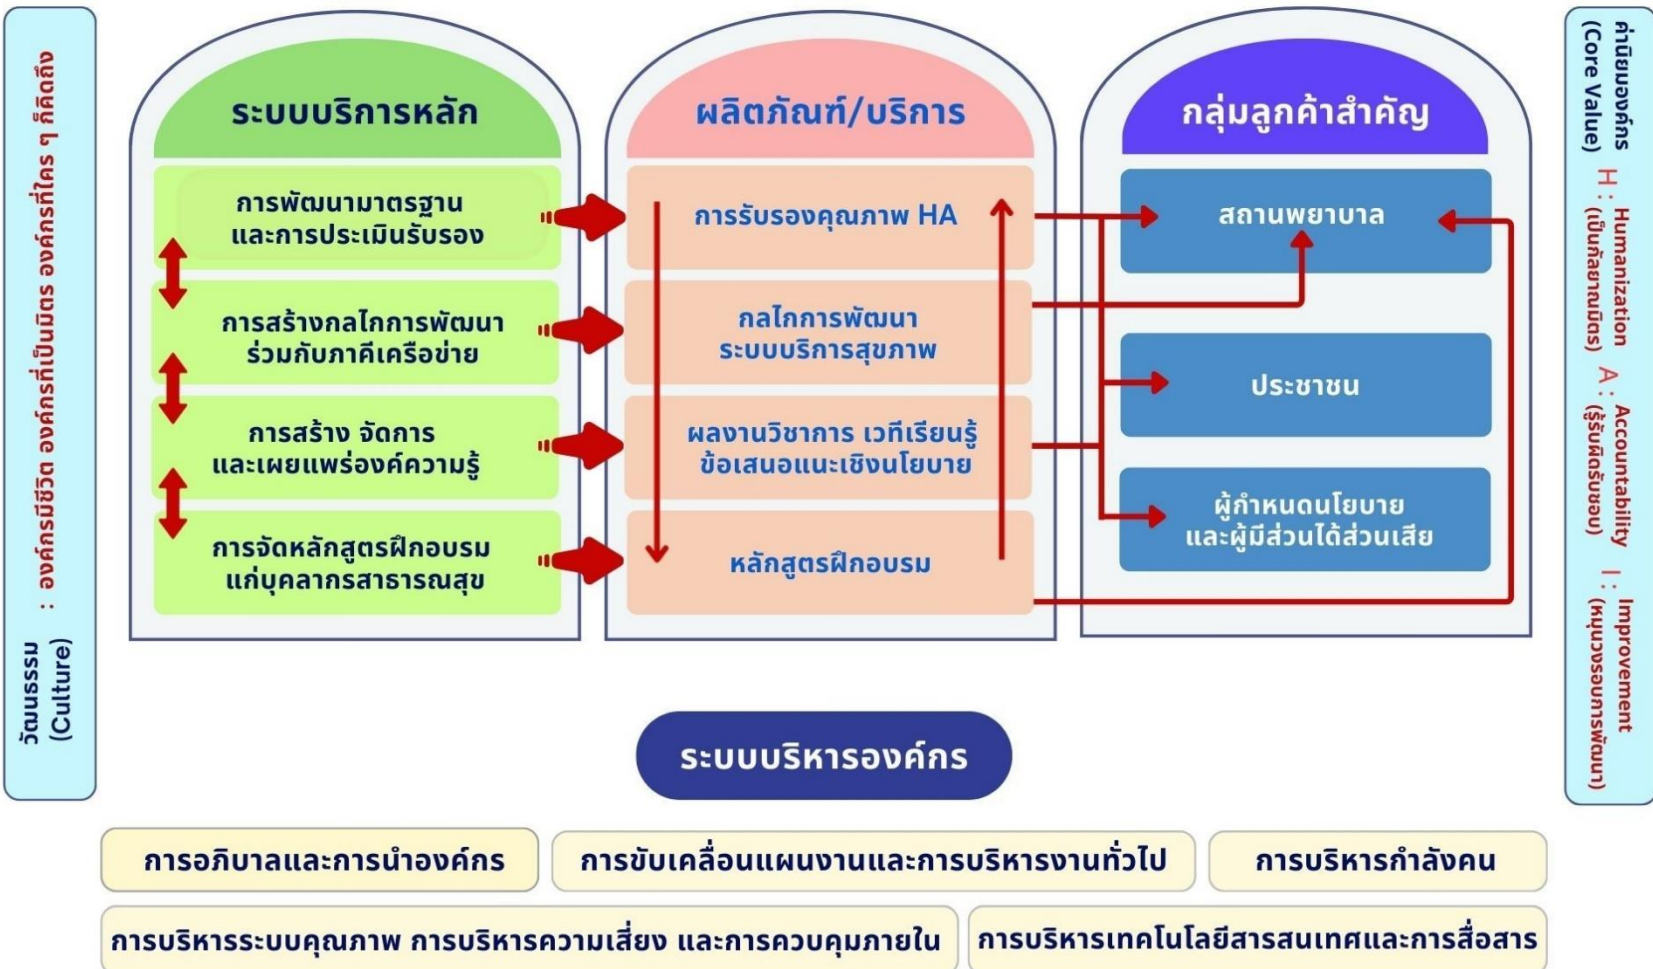 วัฒนธรรม
(Culture)
: องค์กรมีชีวิต องค์กรที่เป็นมิตร องค์กรที่ใคร ๆ ก็คิดถึง
ระบบบริการหลัก
การพัฒนามาตรฐาน
และการประเมินรับรอง
การสร้างกลไกการพัฒนา
ร่วมกับภาคีเครือข่าย
การสร้าง จัดการ
และเผยแพร่องค์ความรู้
การจัดหลักสูตรฝึกอบรม
แก่บุคลากรสาธารณสุข
ผลิตภัณฑ์/บริการ
การรับรองคุณภาพ HA
กลไกการพัฒนา
ระบบบริการสุขภาพ
ผลงานวิชาการ เวทีเรียนรู้
ข้อเสนอแนะเชิงนโยบาย
หลักสูตรฝึกอบรม
กลุ่มลูกค้าสำคัญ
สถานพยาบาล
ประชาชน
ผู้กำหนดนโยบาย
และผู้มีส่วนได้ส่วนเสีย
ค่านิยมองค์กร
(Core Value)
H : Humanization
(เป็นกัลยาณมิตร)
A : Accountability
(รู้รับผิดรับชอบ)
I : Improvement
(หมุนวงรอบการพัฒนา)
ระบบบริหารองค์กร
การอภิบาลและการนำองค์กร
การขับเคลื่อนแผนงานและการบริหารงานทั่วไป
การบริหารกำลังคน
การบริหารระบบคุณภาพ การบริหารความเสี่ยง และการควบคุมภายใน
การบริหารเทคโนโลยีสารสนเทศและการสื่อสาร